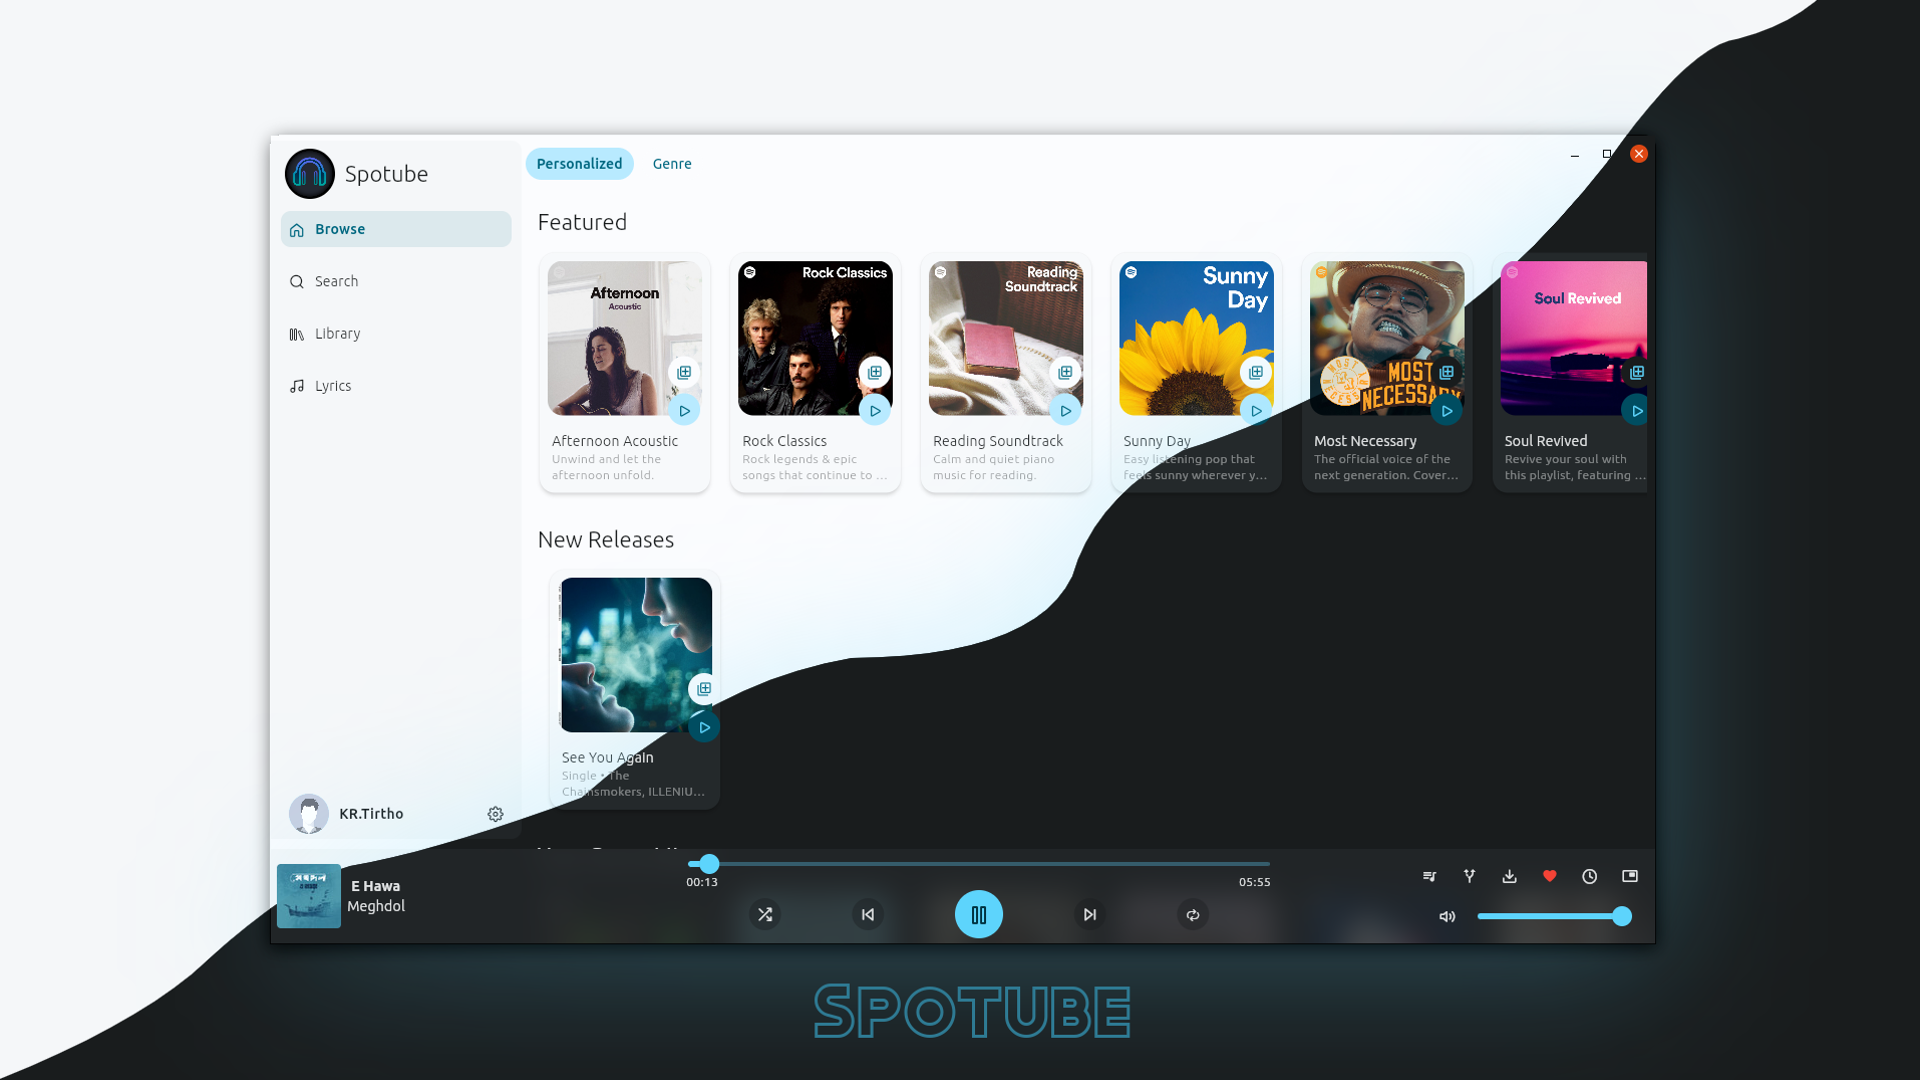 Spotube
Browse
Search
Library
Lyrics
KR.Tirtho
Personalized
Genre
Featured
Afternoon
Acoustic
Afternoon Acoustic
Unwind and let the
afternoon unfold.
Rock Classics
Rock Classics
Rock legends & epic
songs that continue to ...
Reading
Soundtrack
Reading Soundtrack
Calm and quiet piano
music for reading.
Sunny
Day
Sunny Day
Easy listening pop that
feels sunny wherever y...
MOST
NECESSARY
Most Necessary
The official voice of the
next generation. Cover...
Soul Revived
Soul Revived
Revive your soul with
this playlist, featuring ...
New Releases
See You Again
Single • The
Chainsmokers, ILLENIU...
E Hawa
Meghdol
00:13
05:55
SPOTUBE